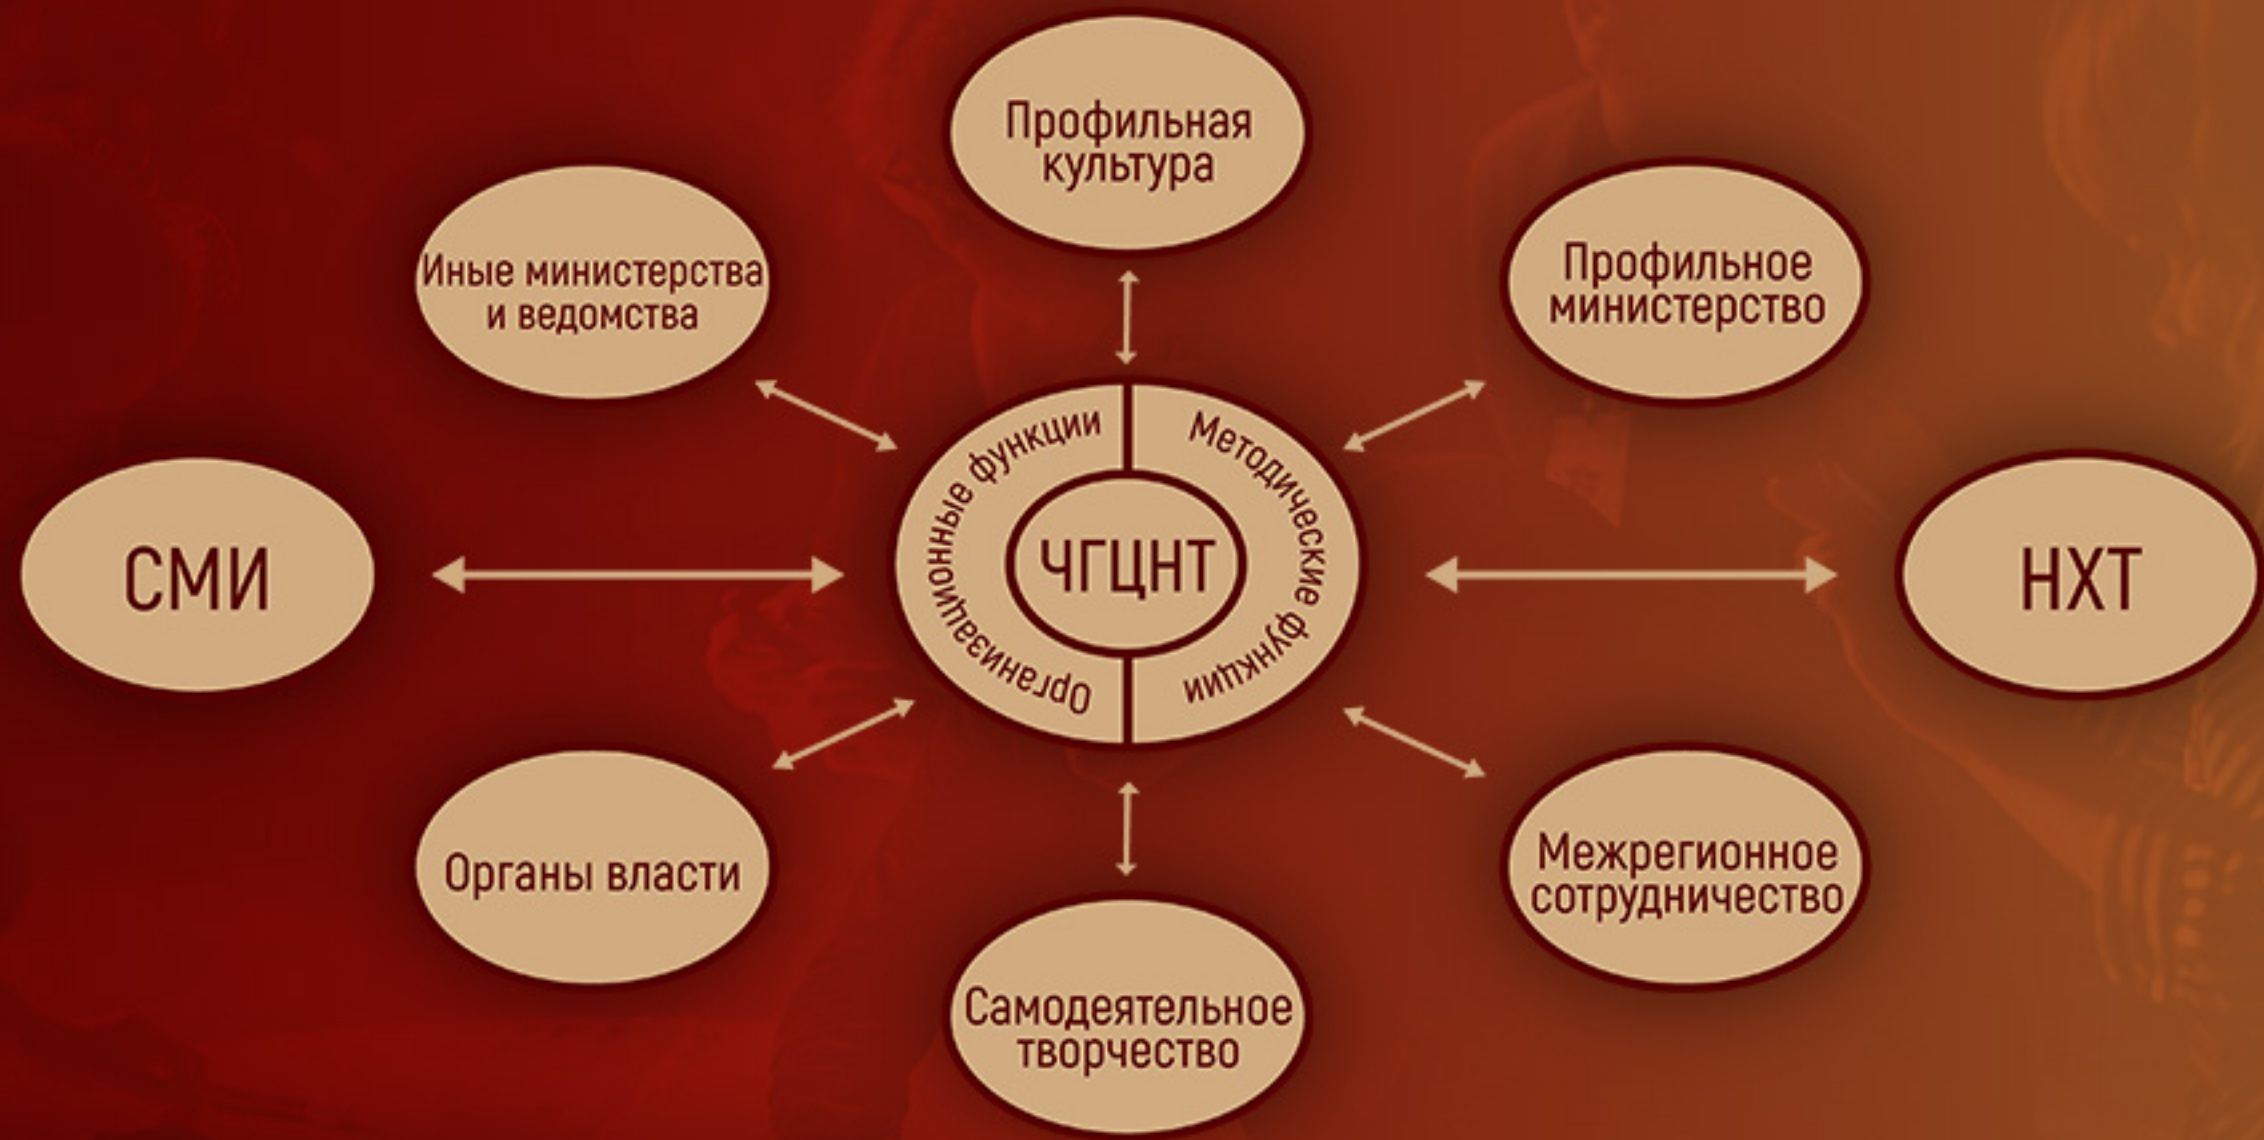 Профильная
культура
Иные министерства
и ведомства
Профильное
министерство
СМИ
Организационные функции
ЧГЦНТ
Методические функции
НХТ
Органы власти
Межрегионное
сотрудничество
Самодеятельное
творчество